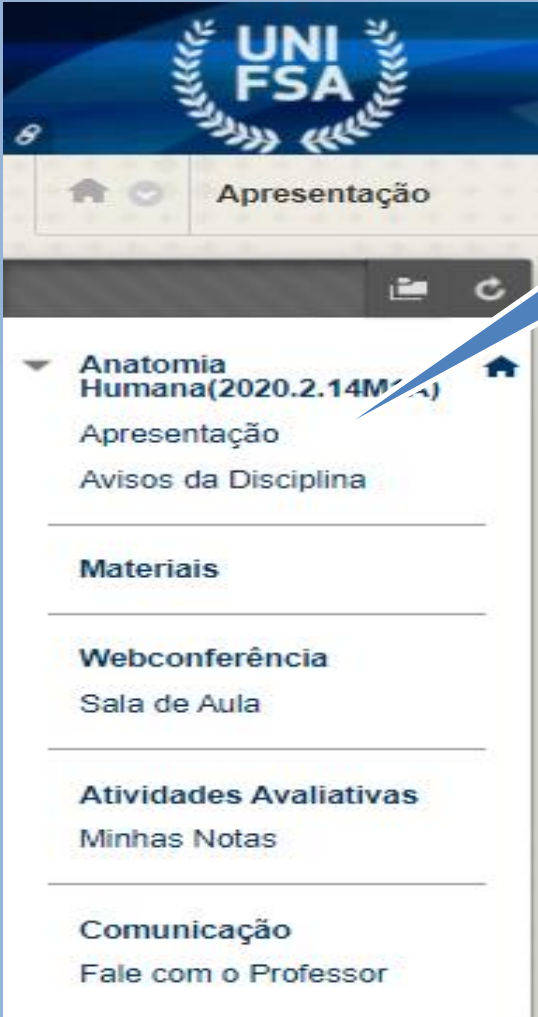 UNI
FSA
Apresentação
Anatomia
Humana(2020.2.14M
A)
Apresentação
Avisos da Disciplina
Materiais
Webconferência
Sala de Aula
Atividades Avaliativas
Minhas Notas
Comunicação
Fale com o Professor